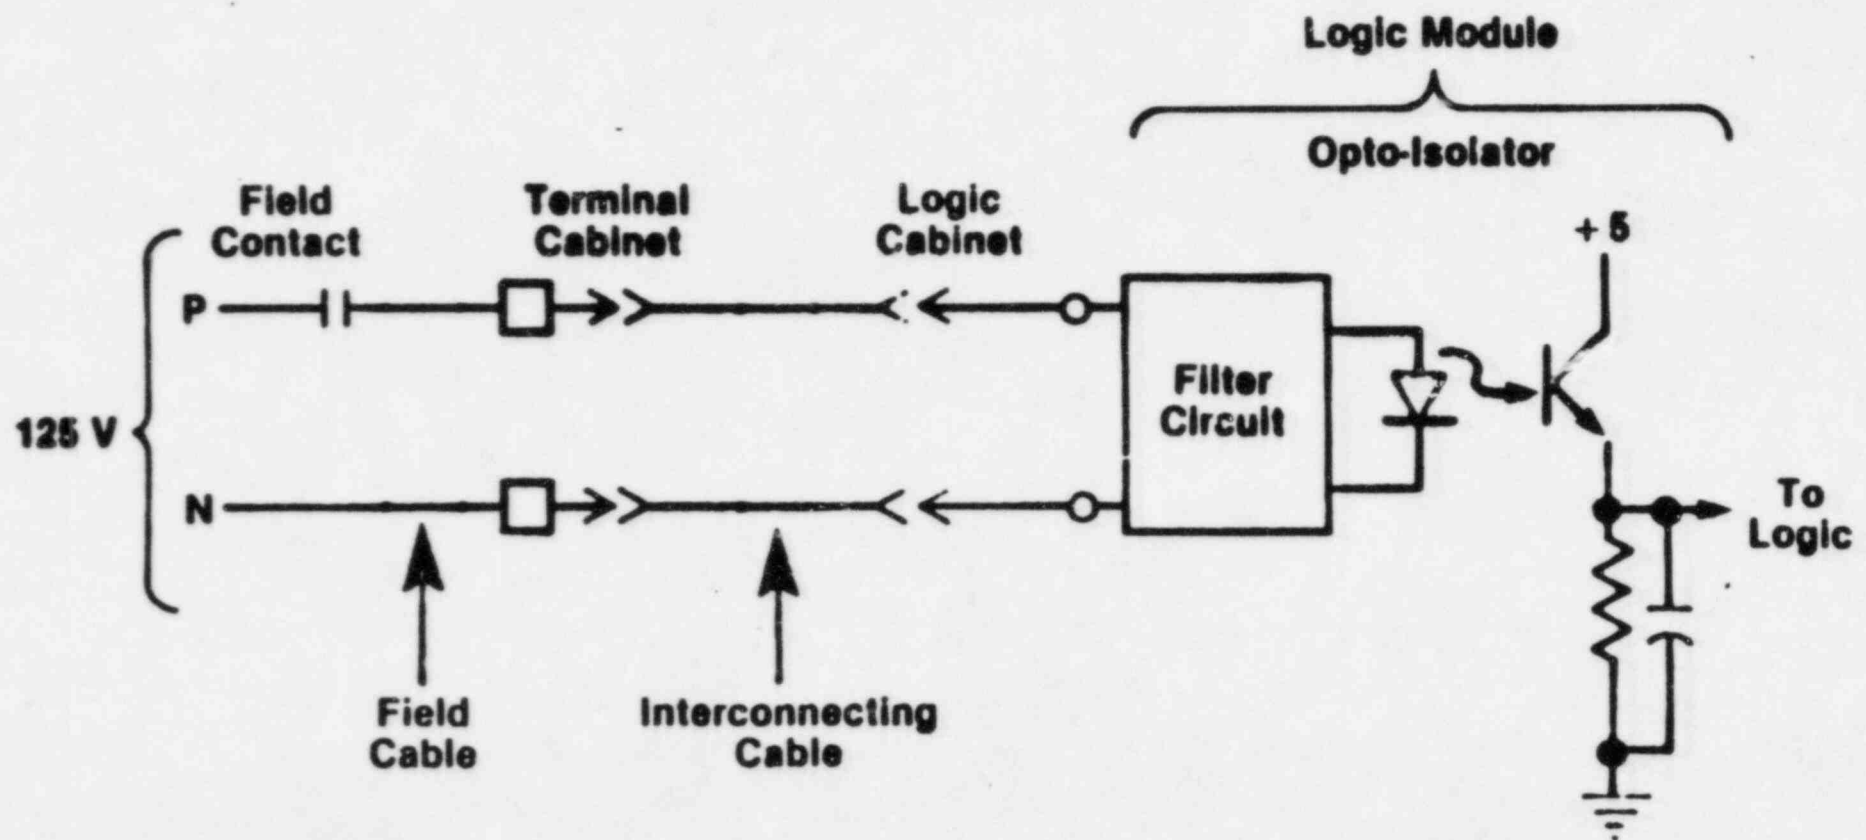 Logic Module
Opto-Isolator
Field
Contact
Terminal
Cabinet
Logic
Cabinet
+ 5
P
125 V
Filter
Circuit
N
To
Logic
Field
Cable
Interconnecting
Cable